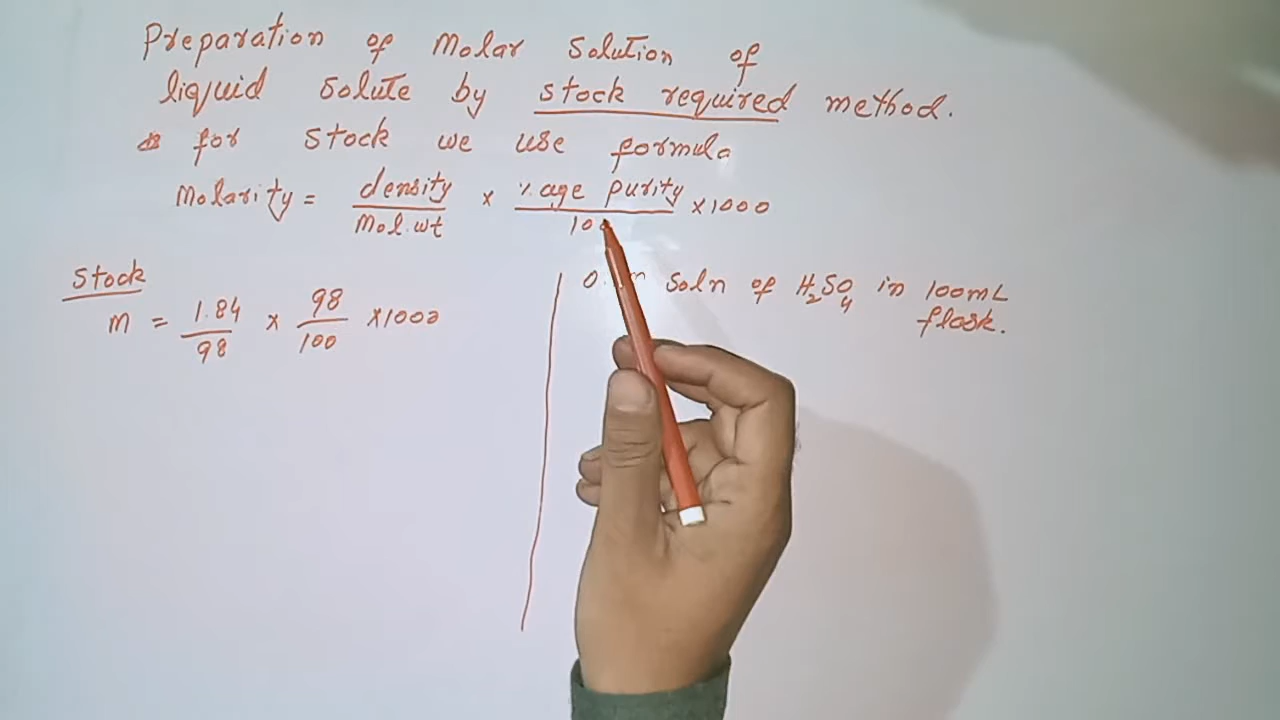 Preparation of Molar Solution of
liquid Solute by stock required method.
for Stock we use formula
Molarity = density / Mol.wt × %age purity / 100 × 1000
Stock
M = 1.84 / 98 × 98 / 100 × 1000
Soln of H₂SO₄ in 100mL
flask.